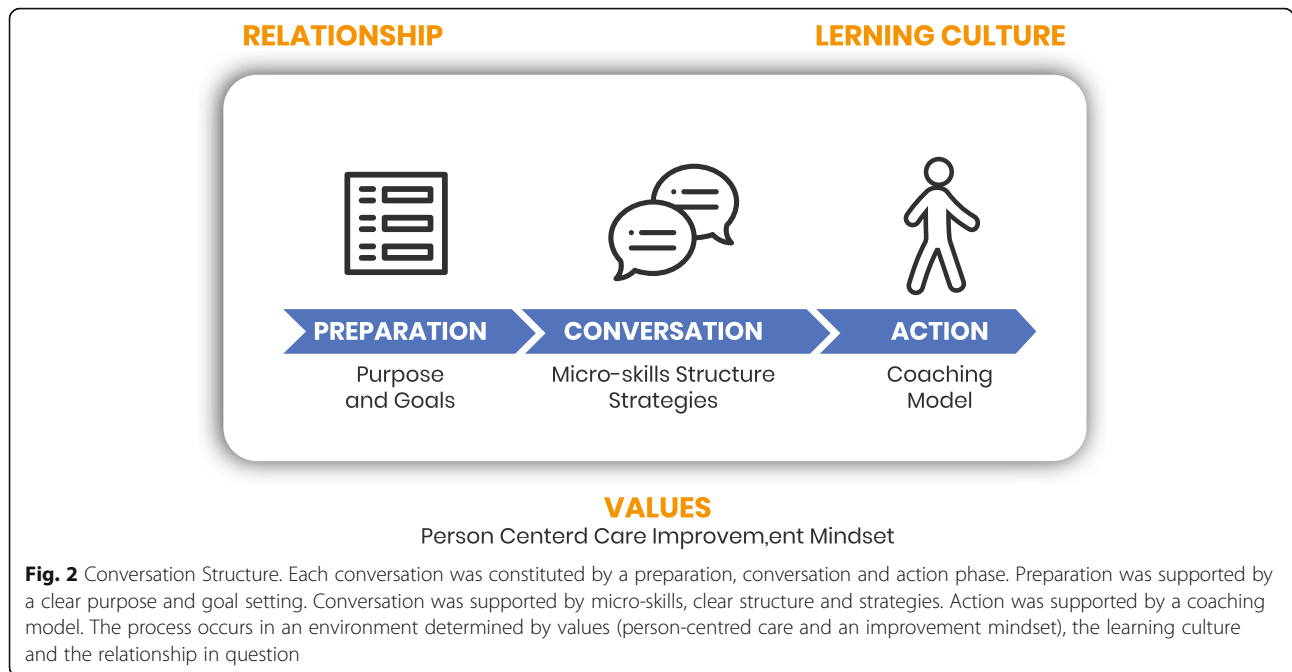 RELATIONSHIP
LERNING CULTURE
PREPARATION
CONVERSATION
ACTION
Purpose
and Goals
Micro-skills Structure
Strategies
Coaching
Model
VALUES
Person Centerd Care Improvem,ent Mindset
Fig. 2 Conversation Structure. Each conversation was constituted by a preparation, conversation and action phase. Preparation was supported by
a clear purpose and goal setting. Conversation was supported by micro-skills, clear structure and strategies. Action was supported by a coaching
model. The process occurs in an environment determined by values (person-centred care and an improvement mindset), the learning culture
and the relationship in question